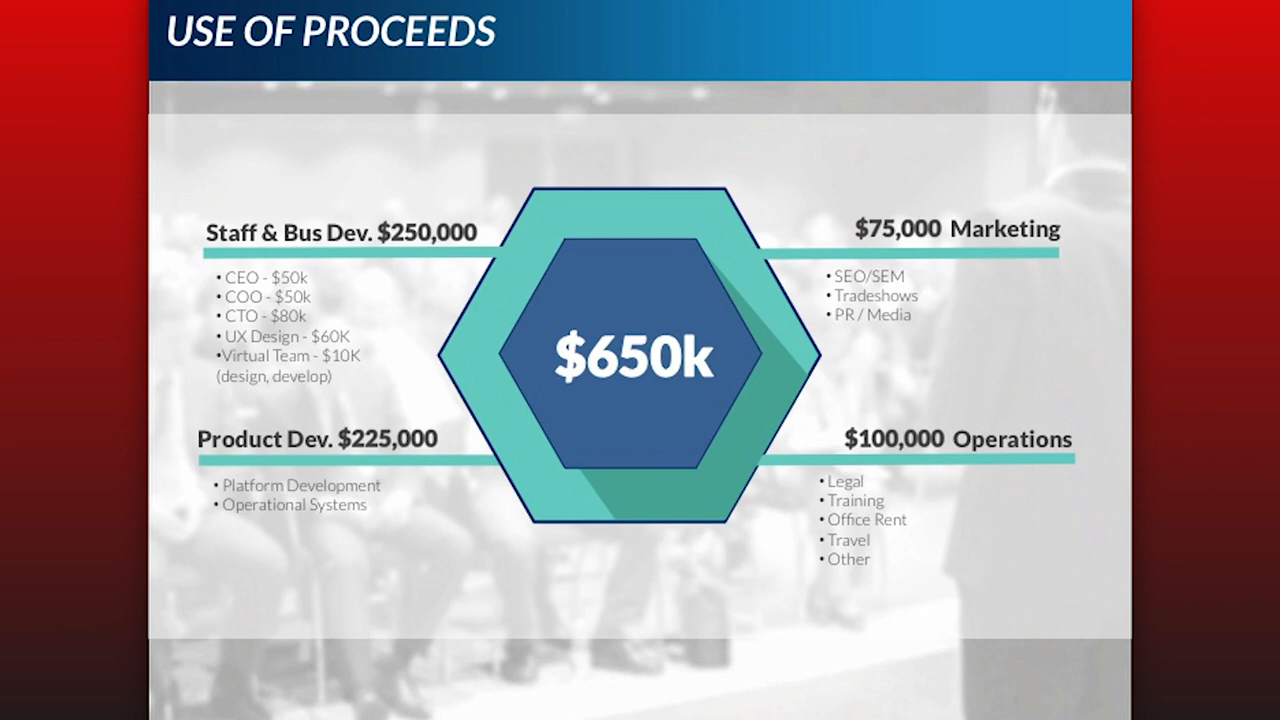 USE OF PROCEEDS
Staff & Bus Dev. $250,000
• CEO - $50k
• COO - $50k
• CTO - $80k
• UX Design - $60K
•Virtual Team - $10K
(design, develop)
Product Dev. $225,000
• Platform Development
• Operational Systems
$650k
$75,000 Marketing
• SEO/SEM
• Tradeshows
• PR / Media
$100,000 Operations
• Legal
• Training
• Office Rent
• Travel
• Other